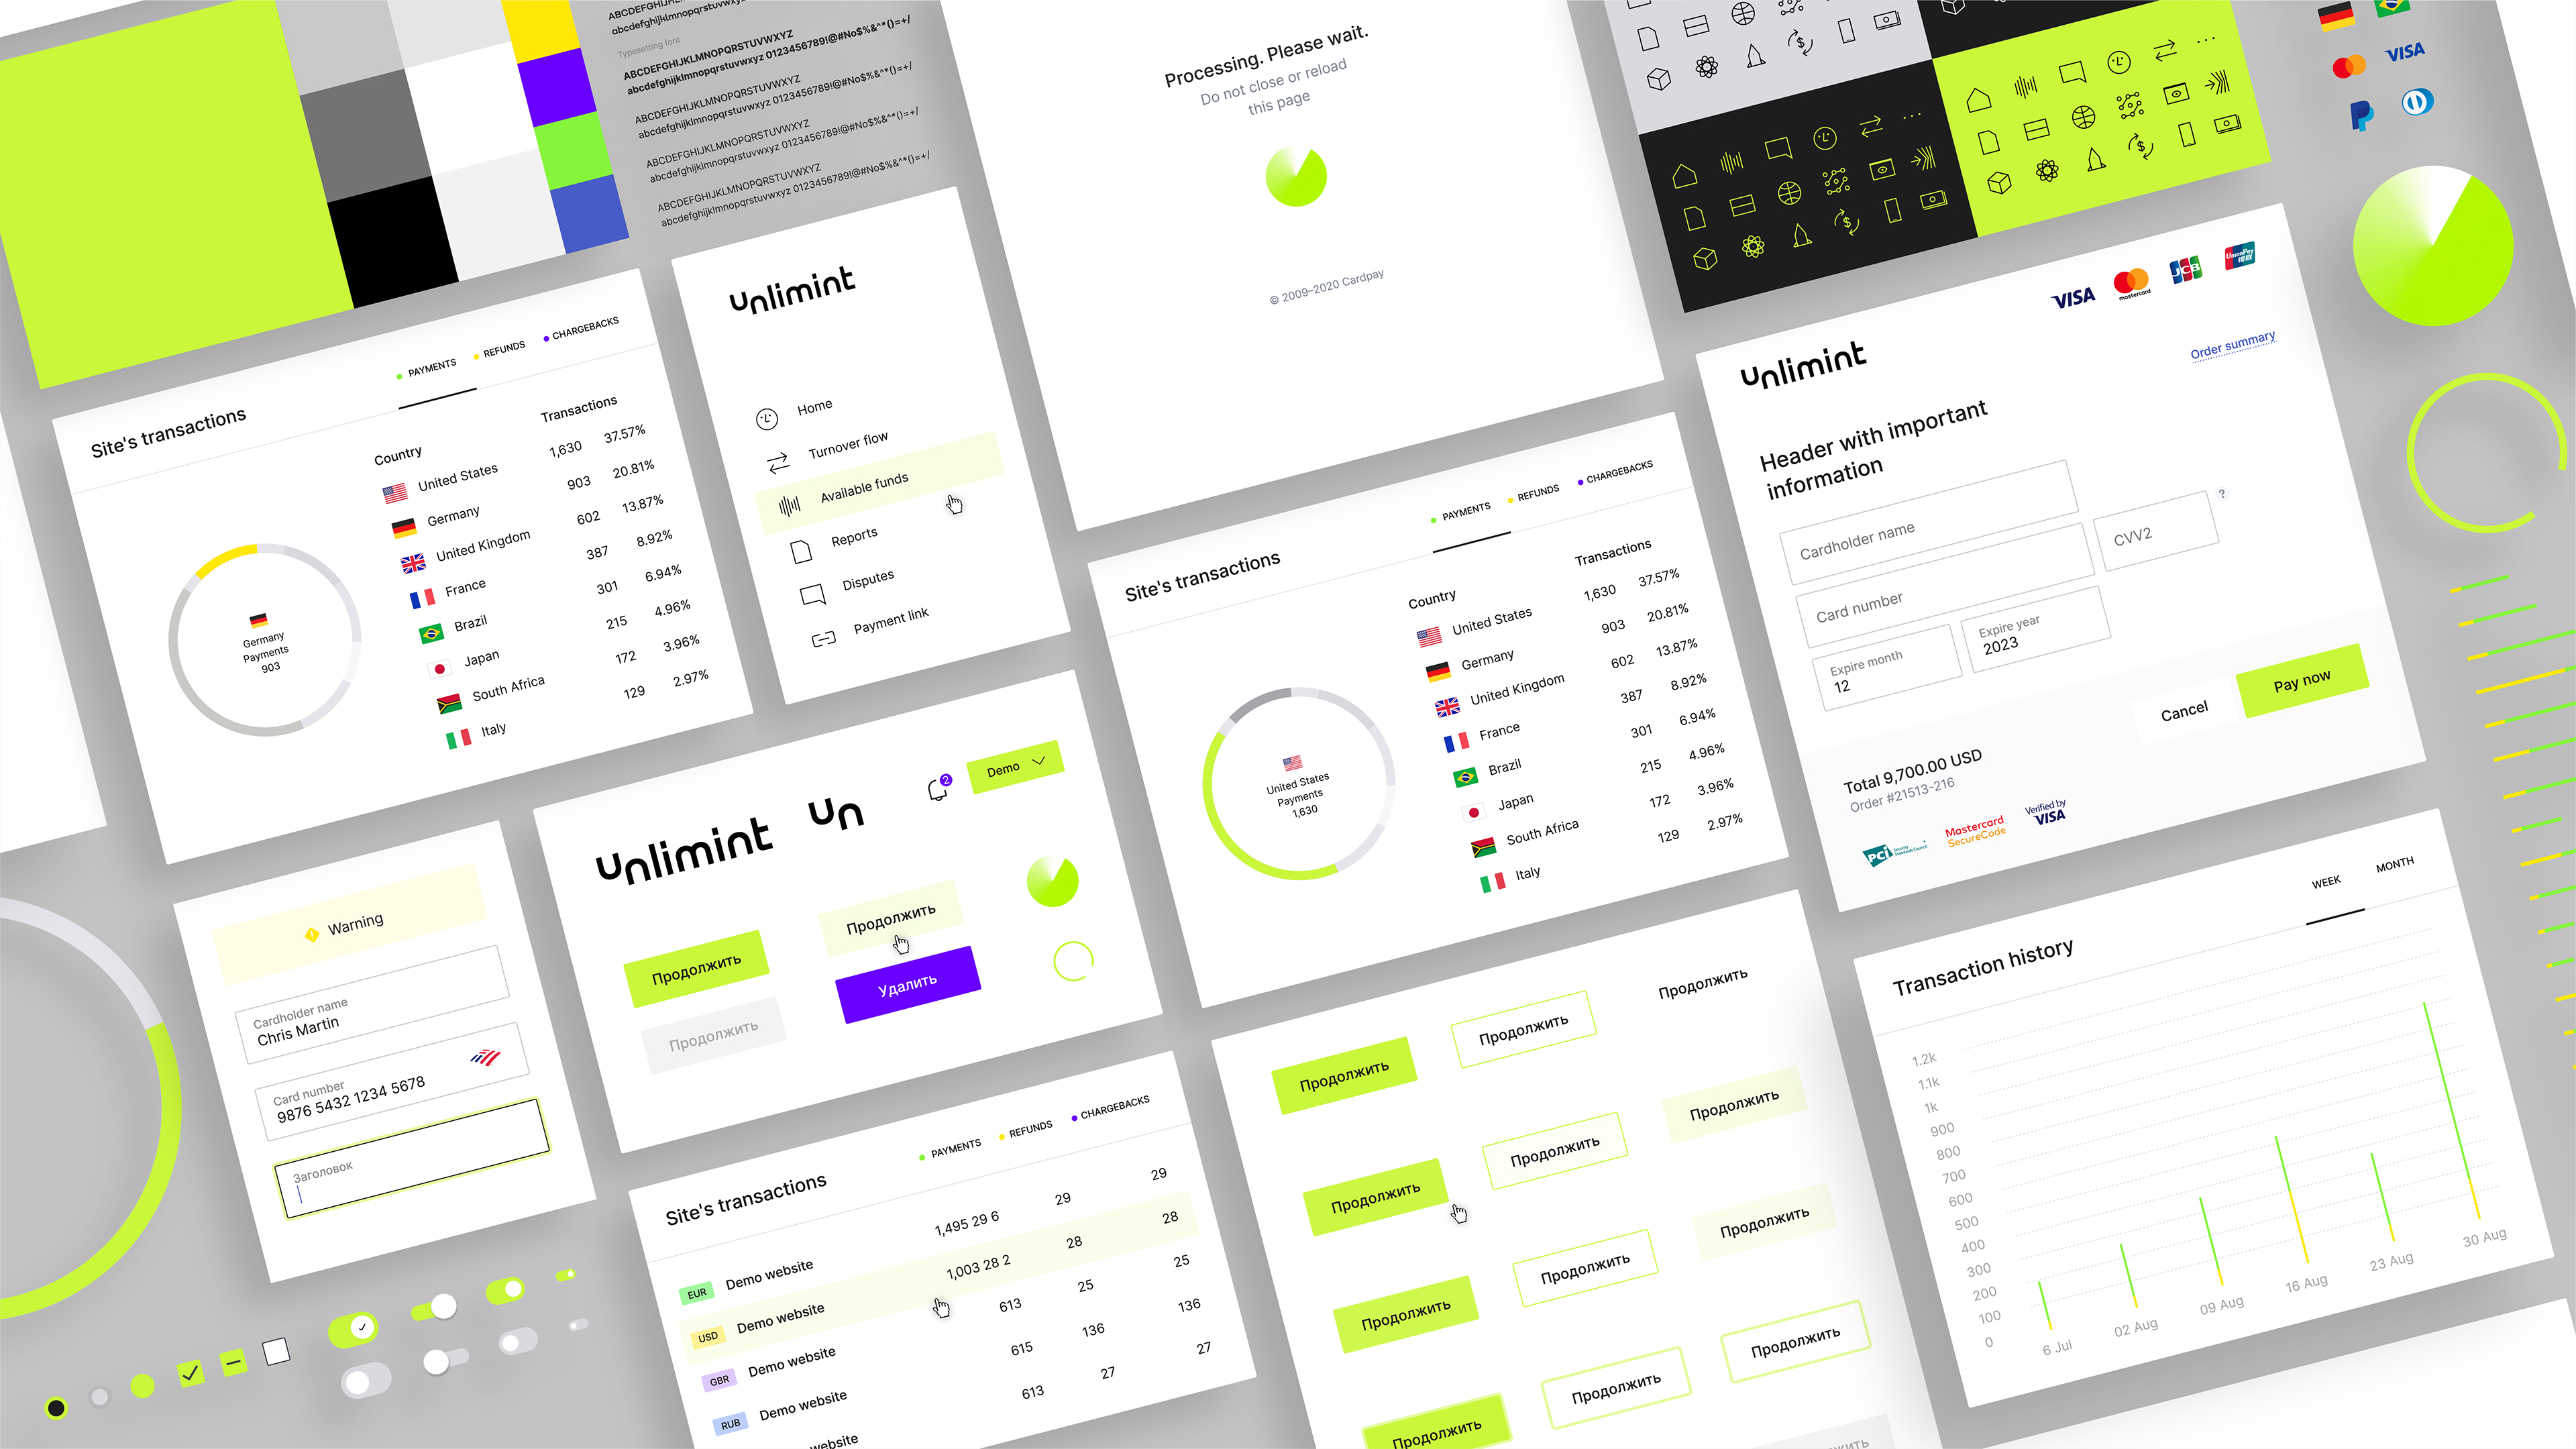 ABCDEFGHIJKLMNOPQRSTUVWXYZ
abcdefghijklmnopqrstuvwxyz 0123456789!@#No$%&^*()=+/
Typesetting font
ABCDEFGHIJKLMNOPQRSTUVWXYZ
abcdefghijklmnopqrstuvwxyz 0123456789!@#No$%&^*()=+/
ABCDEFGHIJKLMNOPQRSTUVWXYZ
abcdefghijklmnopqrstuvwxyz 0123456789!@#No$%&^*()=+/
ABCDEFGHIJKLMNOPQRSTUVWXYZ
abcdefghijklmnopqrstuvwxyz 0123456789!@#No$%&^*()=+/
ABCDEFGHIJKLMNOPQRSTUVWXYZ
abcdefghijklmnopqrstuvwxyz 0123456789!@#No$%&^*()=+/
Processing. Please wait.
Do not close or reload
this page
© 2009–2020 Cardpay
VISA
Site's transactions
PAYMENTS
REFUNDS
CHARGEBACKS
Country Transactions
United States 1,630 37.57%
Germany 903 20.81%
United Kingdom 602 13.87%
France 387 8.92%
Brazil 301 6.94%
Japan 215 4.96%
South Africa 172 3.96%
Italy 129 2.97%
Germany
Payments
903
Unlimint
Home
Turnover flow
Available funds
Reports
Disputes
Payment link
Site's transactions
PAYMENTS
REFUNDS
CHARGEBACKS
Country Transactions
United States 1,630 37.57%
Germany 903 20.81%
United Kingdom 602 13.87%
France 387 8.92%
Brazil 301 6.94%
Japan 215 4.96%
South Africa 172 3.96%
Italy 129 2.97%
United States
Payments
1,630
VISA
mastercard
JCB
UnionPay
银联
Unlimint
Order summary
Header with important
information
Cardholder name
Card number
CVV2
?
Expire month
12
Expire year
2023
Cancel
Pay now
Total 9,700.00 USD
Order #21513-216
PCI Security Standards Council
Mastercard
SecureCode
Verified by
VISA
Warning
Cardholder name
Chris Martin
Card number
9876 5432 1234 5678
Заголовок
Unlimint
Un
2
Demo
Продолжить
Продолжить
Продолжить
Удалить
Site's transactions
PAYMENTS
REFUNDS
CHARGEBACKS
1,495 29 6 29 29
EUR Demo website 1,003 28 2 28 28
USD Demo website 613 25 25
GBR Demo website 615 136 136
RUB Demo website 613 27 27
website
Продолжить
Продолжить
Продолжить
Продолжить
Продолжить
Продолжить
Продолжить
Продолжить
Продолжить
Продолжить
Продолжить
Продолжить
Transaction history
WEEK
MONTH
1.2k
1.1k
1k
900
800
700
600
500
400
300
200
100
0
6 Jul
02 Aug
09 Aug
16 Aug
23 Aug
30 Aug